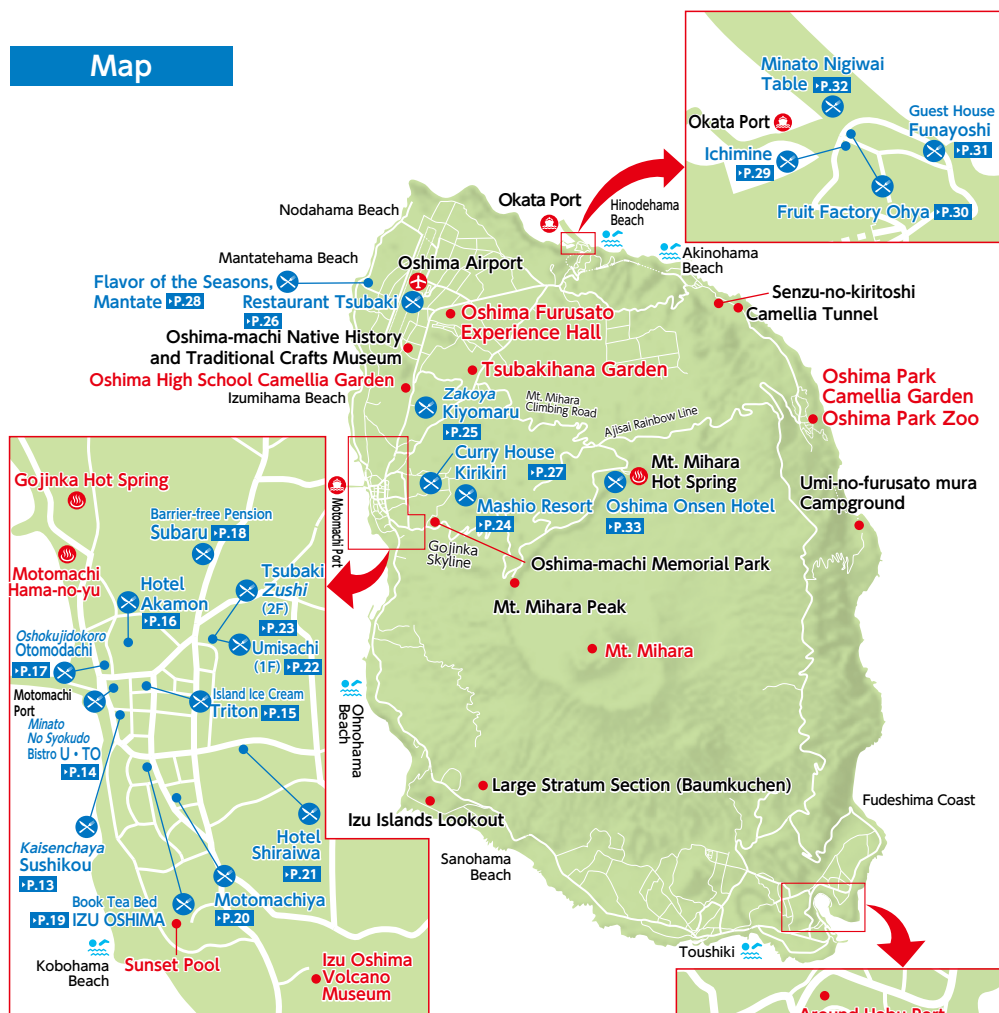 Map
Minato Nigiwai
Table ▸P.32
Okata Port
Guest House
Funayoshi
▸P.31
Ichimine
▸P.29
Fruit Factory Ohya ▸P.30
Nodahama Beach
Okata Port
Hinodehama
Beach
Mantatehama Beach
Oshima Airport
Akinohama
Beach
Flavor of the Seasons,
Mantate ▸P.28
Restaurant Tsubaki
▸P.26
Senzu-no-kiritoshi
Camellia Tunnel
Oshima Furusato
Experience Hall
Oshima-machi Native History
and Traditional Crafts Museum
Tsubakihana Garden
Oshima High School Camellia Garden
Izumihama Beach
Oshima Park
Camellia Garden
Oshima Park Zoo
Zakoya
Kiyomaru
▸P.25
Mt. Mihara
Climbing Road
Ajisai Rainbow Line
Curry House
Kirikiri ▸P.27
Mashio Resort
▸P.24
Mt. Mihara
Hot Spring
Oshima Onsen Hotel
▸P.33
Umi-no-furusato mura
Campground
Motomachi Port
Gojinka
Skyline
Oshima-machi Memorial Park
Mt. Mihara Peak
Mt. Mihara
Ohnohama
Beach
Large Stratum Section (Baumkuchen)
Izu Islands Lookout
Fudeshima Coast
Sanohama
Beach
Toushiki
Gojinka Hot Spring
Barrier-free Pension
Subaru ▸P.18
Motomachi
Hama-no-yu
Hotel
Akamon
▸P.16
Tsubaki
Zushi
(2F)
▸P.23
Oshokujidokoro
Otomodachi
▸P.17
Umisachi
(1F) ▸P.22
Motomachi
Port
Island Ice Cream
Triton ▸P.15
Minato
No Syokudo
Bistro U・TO
▸P.14
Kaisenchaya
Sushikou
▸P.13
Hotel
Shiraiwa
▸P.21
Book Tea Bed
▸P.19 IZU OSHIMA
Motomachiya
▸P.20
Kobohama
Beach
Sunset Pool
Izu Oshima
Volcano
Museum
Around Habu Port